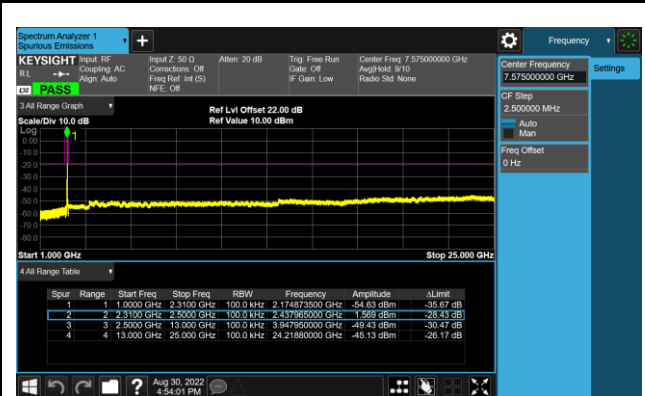 Spectrum Analyzer 1
Spurious Emissions
Frequency
KEYSIGHT
Input: RF
Coupling: AC
Align: Auto
Input Z: 50 Ω
Corrections: Off
Freq Ref: Int (S)
NFE: Off
Atten: 20 dB
Trig: Free Run
Gate: Off
IF Gain: Low
Center Freq: 7.575000000 GHz
Avg|Hold: 9/10
Radio Std: None
RL
LXI
PASS
Center Frequency
7.575000000 GHz
Settings
CF Step
2.500000 MHz
Auto
Man
Freq Offset
0 Hz
3 All Range Graph
Scale/Div 10.0 dB
Ref Lvl Offset 22.00 dB
Ref Value 10.00 dBm
Log
1
0.00
-10.0
-20.0
-30.0
-40.0
-50.0
-60.0
-70.0
-80.0
Start 1.000 GHz
Stop 25.000 GHz
4 All Range Table
Spur Range Start Freq Stop Freq RBW Frequency Amplitude ΔLimit
1 1 1.0000 GHz 2.3100 GHz 100.0 kHz 2.174873500 GHz -54.63 dBm -35.67 dB
2 2 2.3100 GHz 2.5000 GHz 100.0 kHz 2.437965000 GHz 1.569 dBm -28.43 dB
3 3 2.5000 GHz 13.000 GHz 100.0 kHz 3.947950000 GHz -49.43 dBm -30.47 dB
4 4 13.000 GHz 25.000 GHz 100.0 kHz 24.21880000 GHz -45.13 dBm -26.17 dB
?
Aug 30, 2022
4:54:01 PM